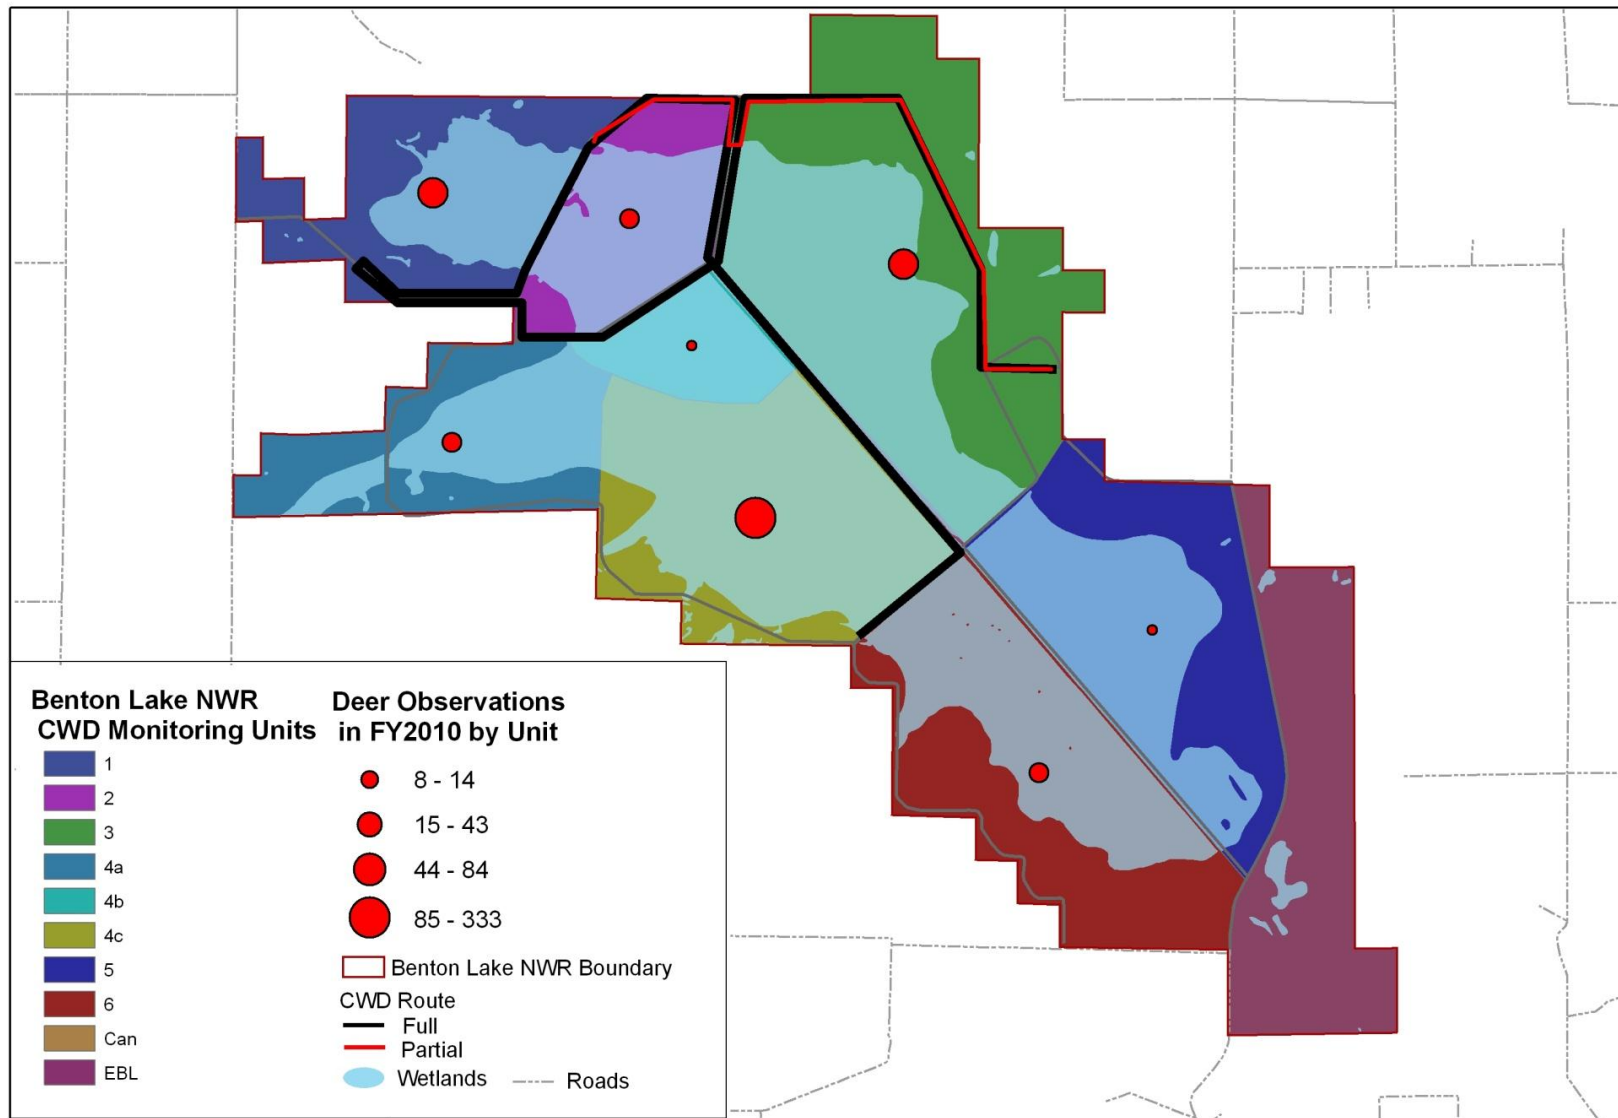 Benton Lake NWR
CWD Monitoring Units
1
2
3
4a
4b
4c
5
6
Can
EBL
Deer Observations
in FY2010 by Unit
8 - 14
15 - 43
44 - 84
85 - 333
Benton Lake NWR Boundary
CWD Route
Full
Partial
Wetlands
Roads